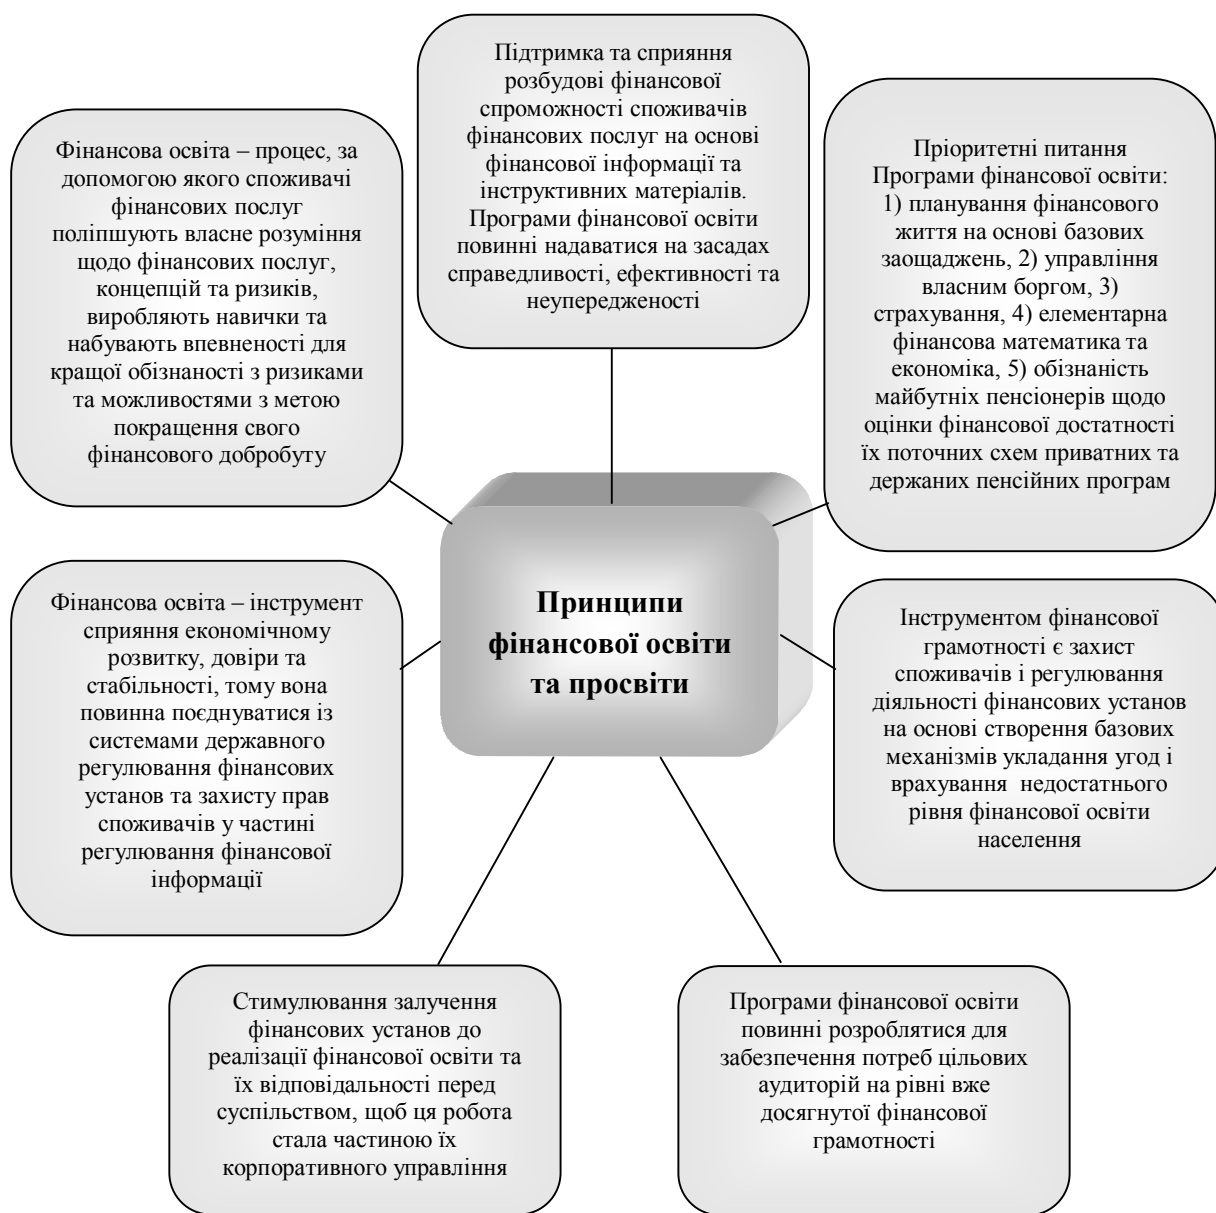 Підтримка та сприяння
розбудові фінансової
спроможності споживачів
фінансових послуг на основі
фінансової інформації та
інструктивних матеріалів.
Програми фінансової освіти
повинні надаватися на засадах
справедливості, ефективності та
неупередженості
Фінансова освіта – процес, за
допомогою якого споживачі
фінансових послуг
поліпшують власне розуміння
щодо фінансових послуг,
концепцій та ризиків,
виробляють навички та
набувають впевненості для
кращої обізнаності з ризиками
та можливостями з метою
покращення свого
фінансового добробуту
Пріоритетні питання
Програми фінансової освіти:
1) планування фінансового
життя на основі базових
заощаджень, 2) управління
власним боргом, 3)
страхування, 4) елементарна
фінансова математика та
економіка, 5) обізнаність
майбутніх пенсіонерів щодо
оцінки фінансової достатності
їх поточних схем приватних та
держаних пенсійних програм
Принципи
фінансової освіти
та просвіти
Фінансова освіта – інструмент
сприяння економічному
розвитку, довіри та
стабільності, тому вона
повинна поєднуватися із
системами державного
регулювання фінансових
установ та захисту прав
споживачів у частині
регулювання фінансової
інформації
Інструментом фінансової
грамотності є захист
споживачів і регулювання
діяльності фінансових установ
на основі створення базових
механізмів укладання угод і
врахування недостатнього
рівня фінансової освіти
населення
Стимулювання залучення
фінансових установ до
реалізації фінансової освіти та
їх відповідальності перед
суспільством, щоб ця робота
стала частиною їх
корпоративного управління
Програми фінансової освіти
повинні розроблятися для
забезпечення потреб цільових
аудиторій на рівні вже
досягнутої фінансової
грамотності